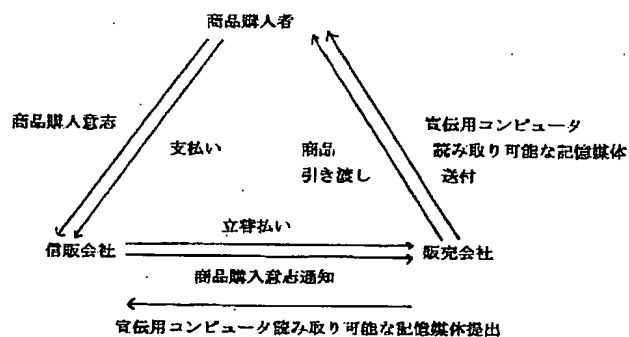 商品購入者
商品購入意志
支払い
商品
引き渡し
宣伝用コンピュータ
読み取り可能な記憶媒体
送付
立替払い
信販会社
販売会社
商品購入意志通知
宣伝用コンピュータ読み取り可能な記憶媒体提出